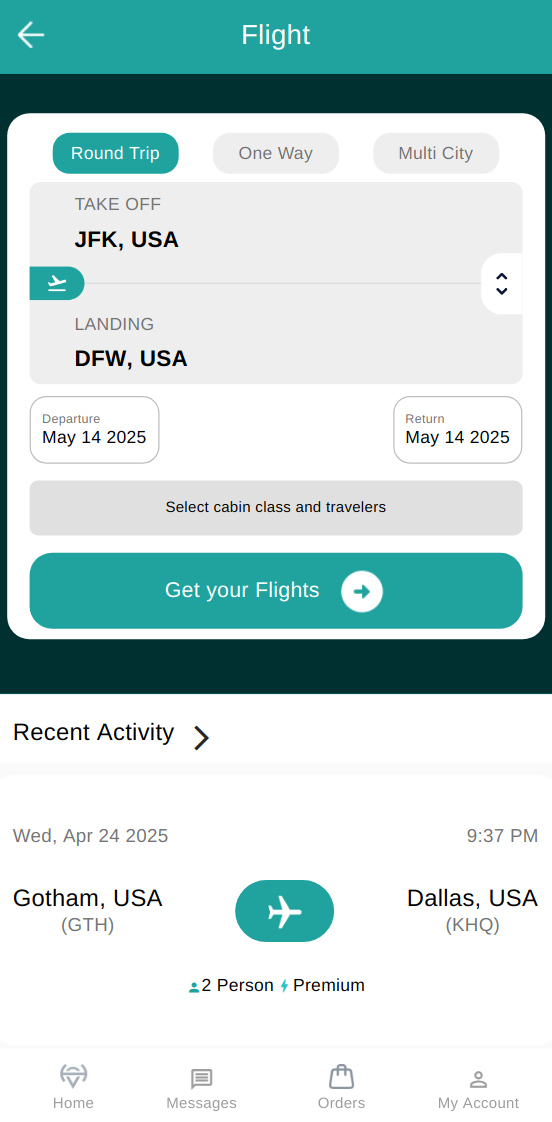 Flight
Round Trip One Way Multi City
TAKE OFF
JFK, USA
LANDING
DFW, USA
Departure Return
May 14 2025 May 14 2025
Select cabin class and travelers
Get your Flights
Recent Activity
Wed, Apr 24 2025 9:37 PM
Gotham, USA Dallas, USA
(GTH) (KHQ)
2 Person Premium
Home Messages Orders My Account